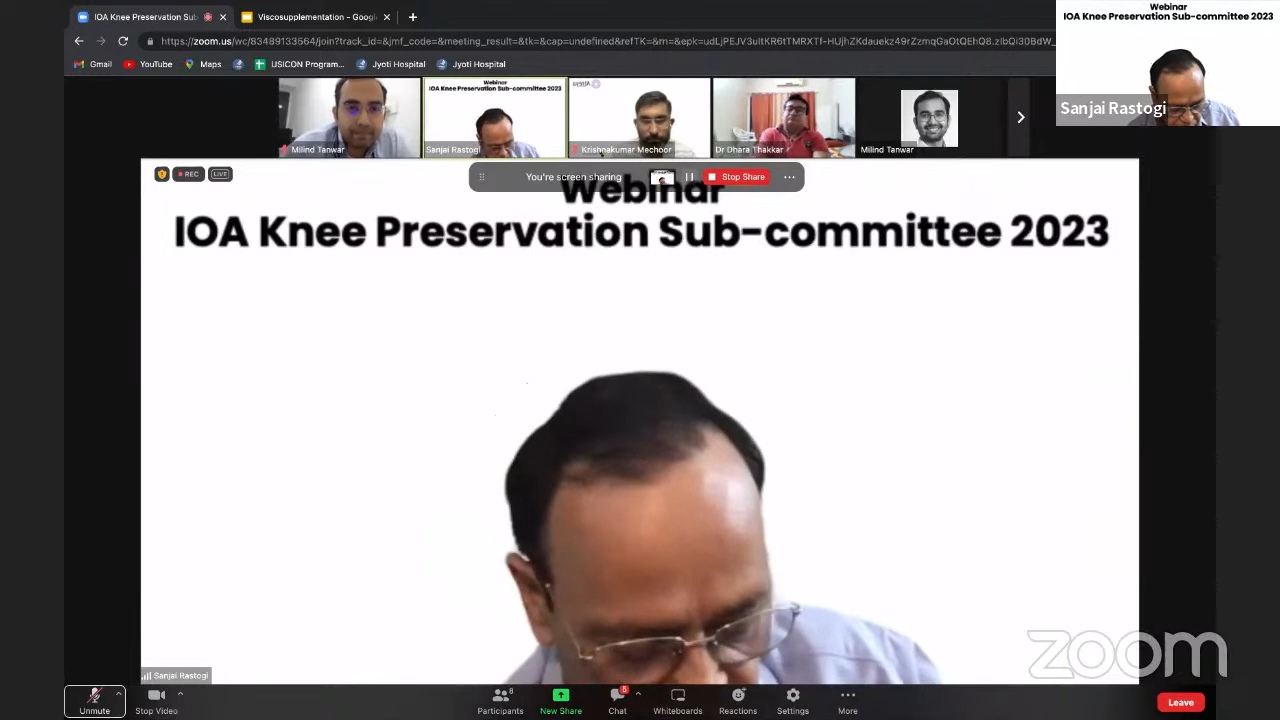 IOA Knee Preservation Sub
Viscosupplementation - Googl
https://zoom.us/wc/83489133564/join?track_id=&jmf_code=&meeting_result=&tk=&cap=undefined&refTK=&m=
Gmail
YouTube
Maps
USICON Program...
Jyoti Hospital
Jyoti Hospital
Webinar
IOA Knee Preservation Sub-committee 2023
Sanjai Rastogi
Webinar
IOA Knee Preservation Sub-committee 2023
Milind Tanwar
Sanjai Rastogi
Krishnakumar Mechoor
Dr Dhara Thakkar
Milind Tanwar
REC
LIVE
You're screen sharing
Stop Share
Webinar
IOA Knee Preservation Sub-committee 2023
Sanjai Rastogi
zoom
Unmute
Stop Video
6
Participants
New Share
5
Chat
Whiteboards
Reactions
Settings
More
Leave